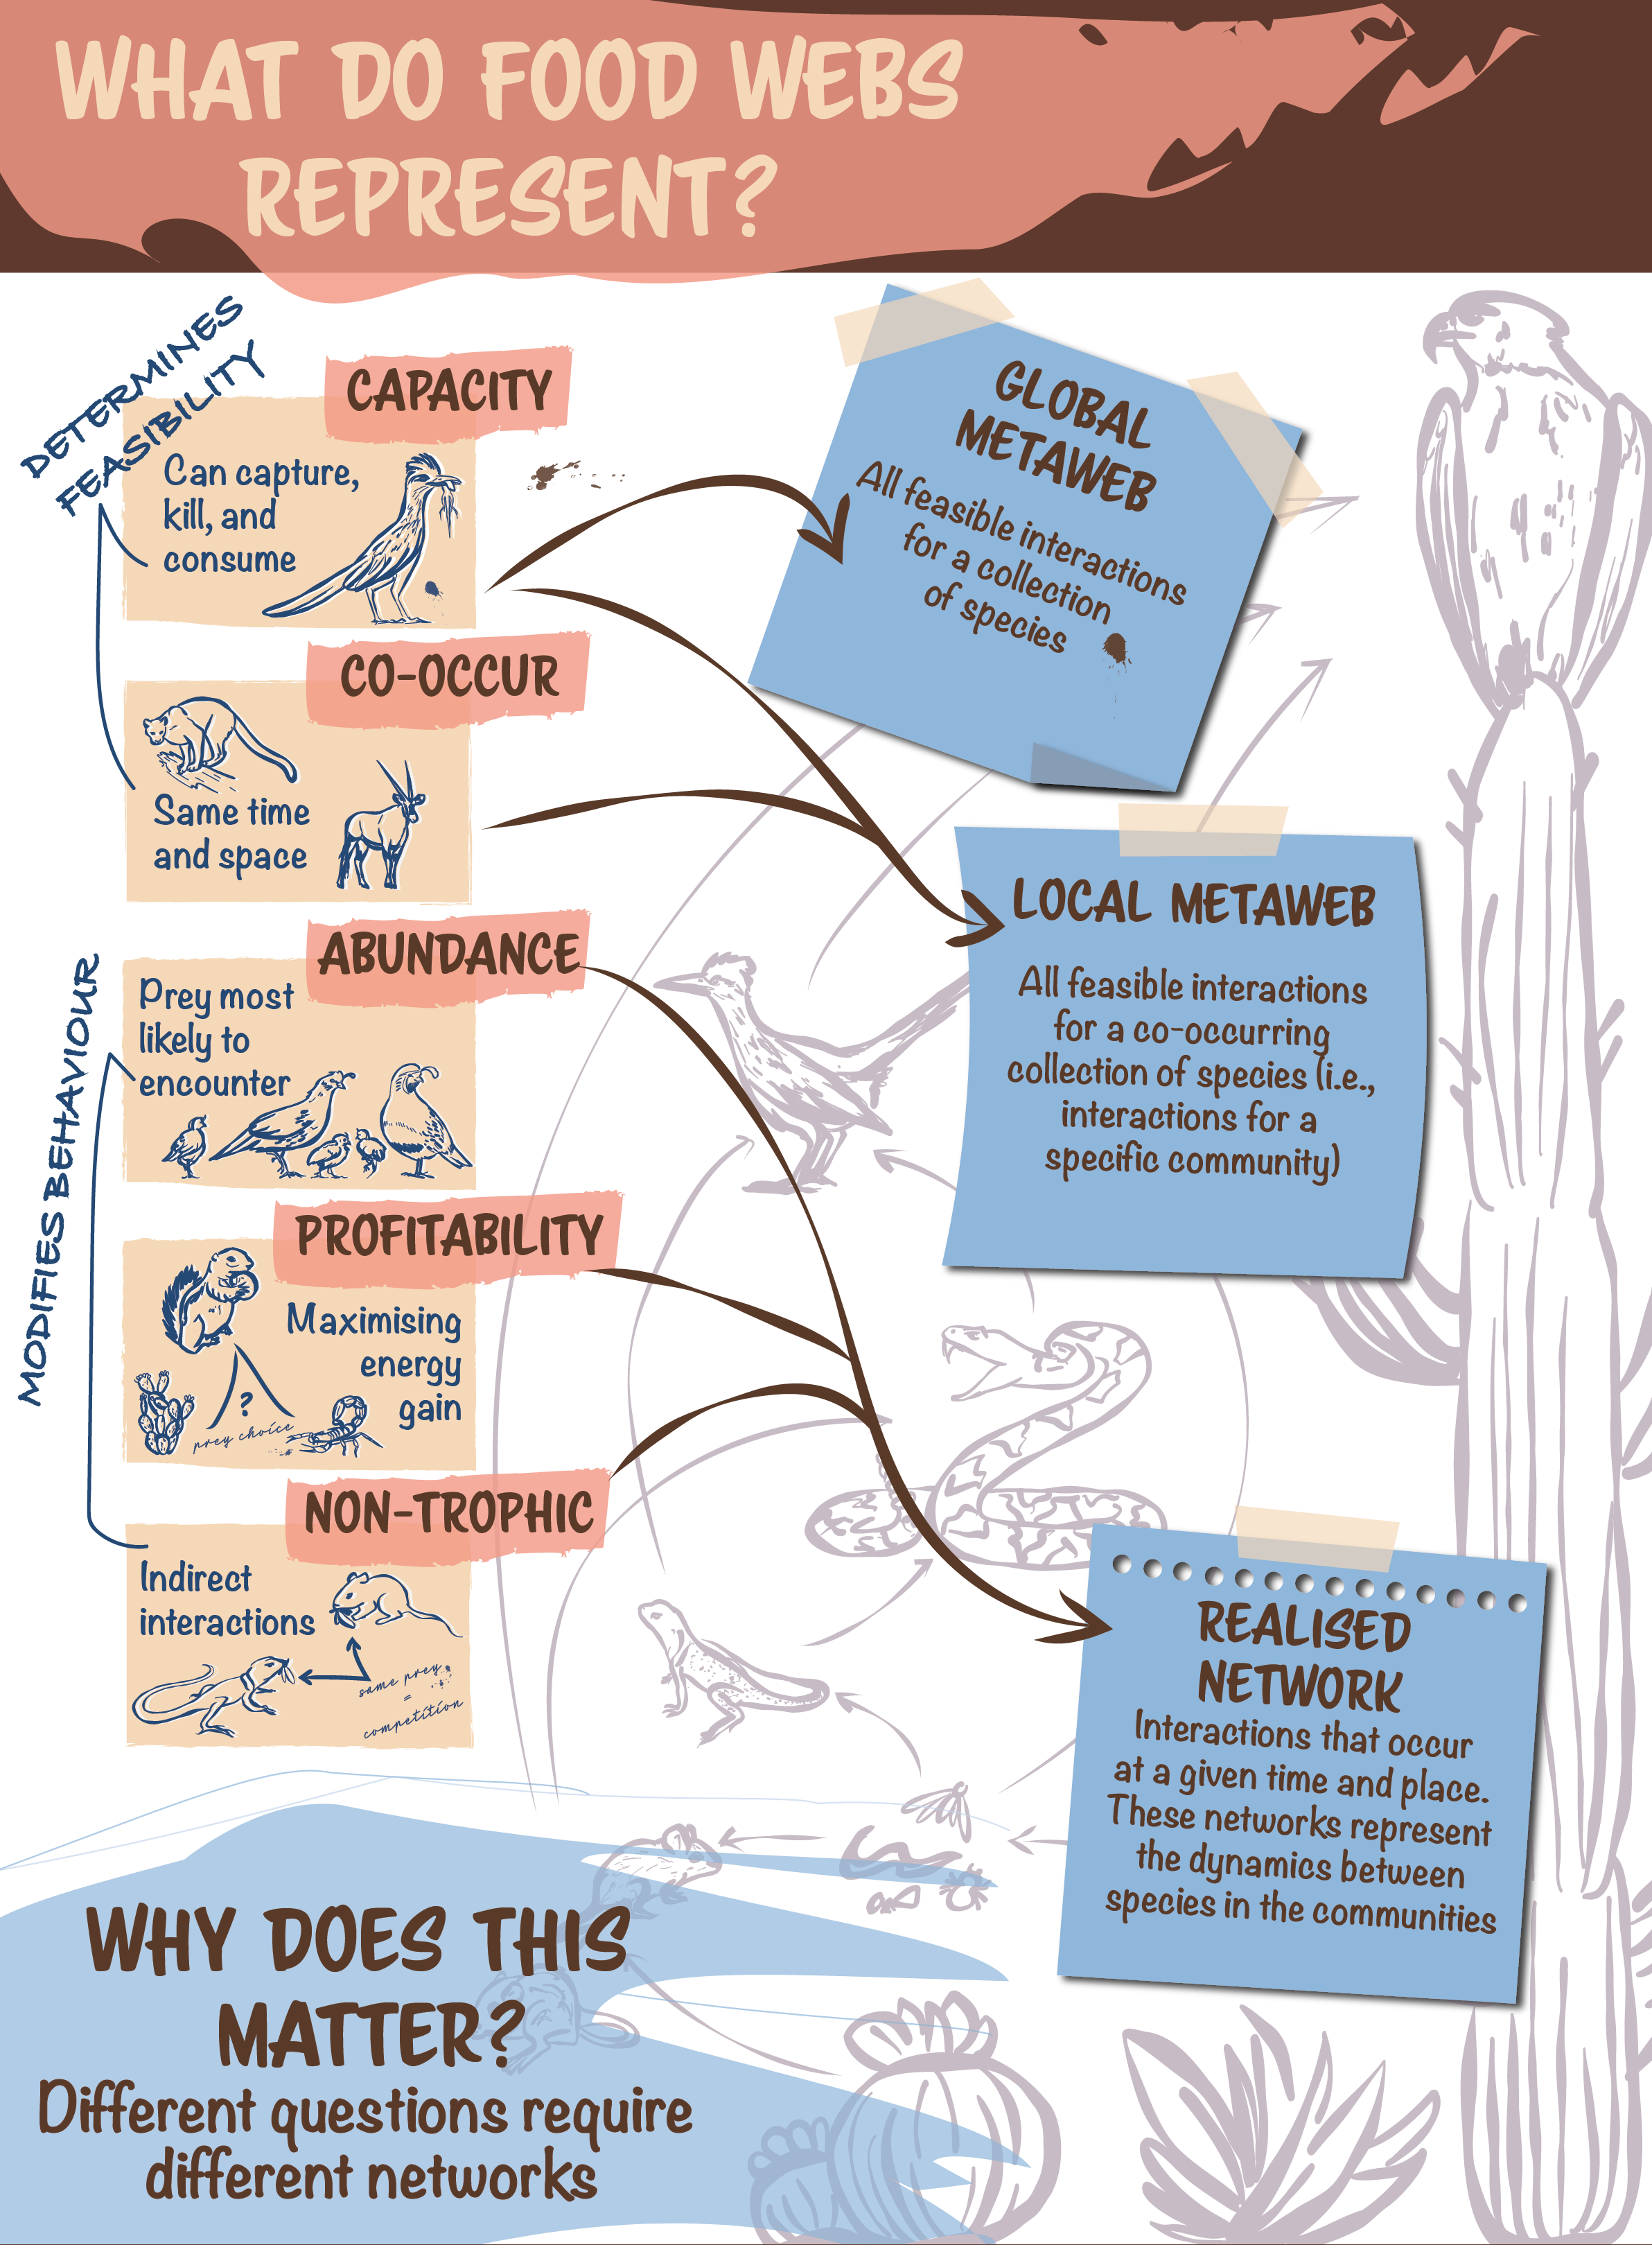 WHAT DO FOOD WEBS
REPRESENT?
DETERMINES
FEASIBILITY
CAPACITY
Can capture,
kill, and
consume
CO-OCCUR
Same time
and space
MODIFIES BEHAVIOUR
ABUNDANCE
Prey most
likely to
encounter
PROFITABILITY
Maximising
energy
gain
?
prey choice
NON-TROPHIC
Indirect
interactions
same prey
=
competition
GLOBAL
METAWEB
All feasible interactions
for a collection
of species
LOCAL METAWEB
All feasible interactions
for a co-occurring
collection of species (i.e.,
interactions for a
specific community)
REALISED
NETWORK
Interactions that occur
at a given time and place.
These networks represent
the dynamics between
species in the communities
WHY DOES THIS
MATTER?
Different questions require
different networks